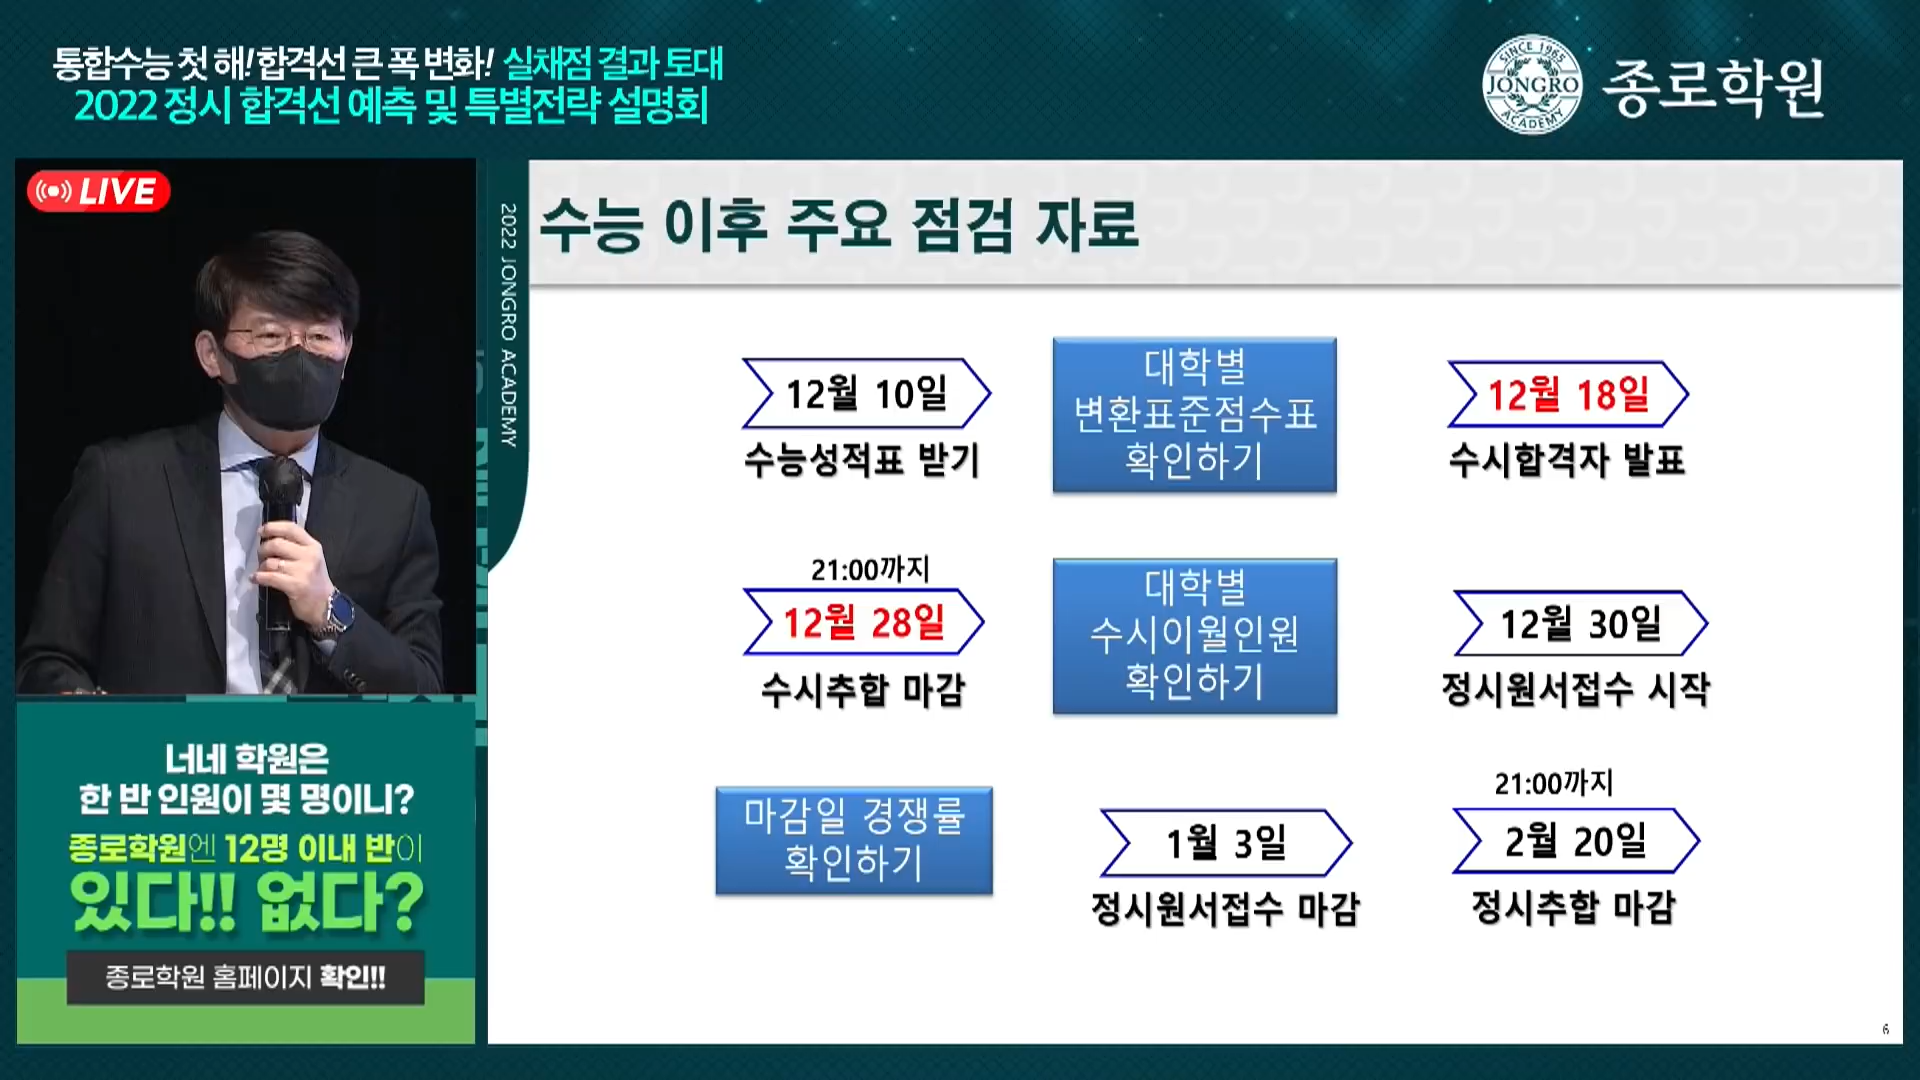 통합수능 첫 해! 합격선 큰 폭 변화! 실채점 결과 토대
2022 정시 합격선 예측 및 특별전략 설명회
SINCE 1965
JONGRO
ACADEMY
종로학원
LIVE
2022 JONGRO ACADEMY
수능 이후 주요 점검 자료
12월 10일
수능성적표 받기
대학별
변환표준점수표
확인하기
12월 18일
수시합격자 발표
21:00까지
12월 28일
수시추합 마감
대학별
수시이월인원
확인하기
12월 30일
정시원서접수 시작
마감일 경쟁률
확인하기
1월 3일
정시원서접수 마감
21:00까지
2월 20일
정시추합 마감
너네 학원은
한 반 인원이 몇 명이니?
종로학원엔 12명 이내 반이
있다!! 없다?
종로학원 홈페이지 확인!!
6